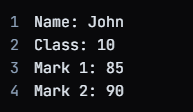 1 Name: John
2 Class: 10
3 Mark 1: 85
4 Mark 2: 90